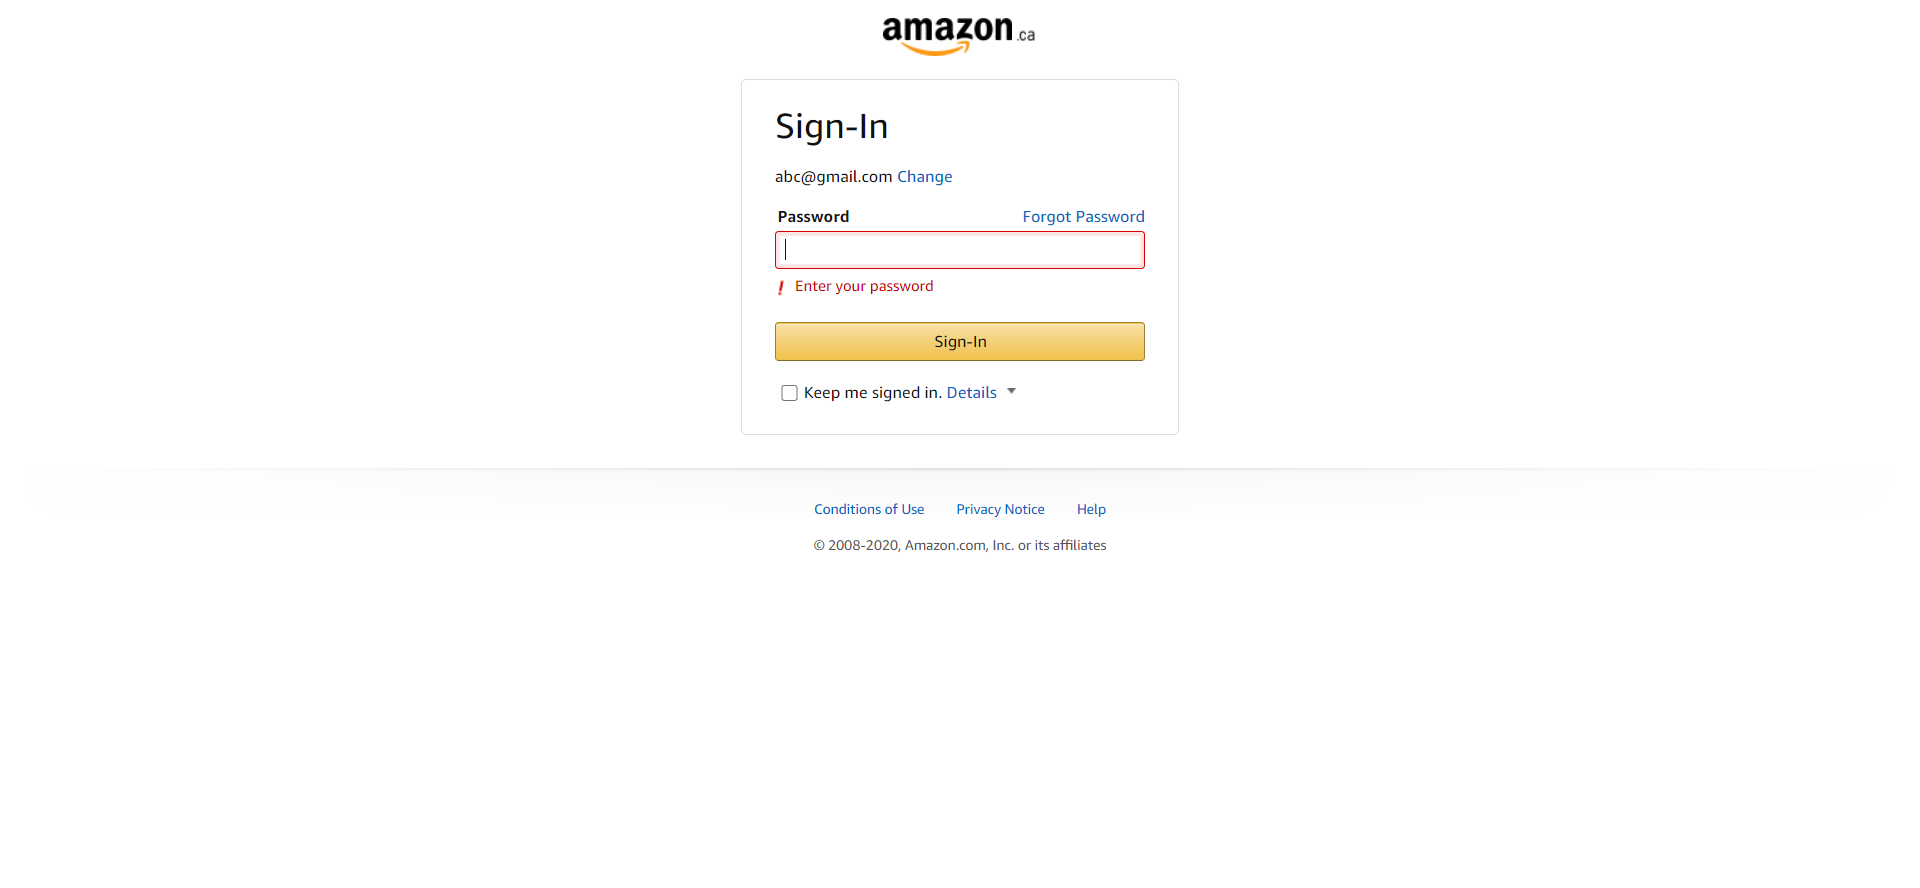 amazon.ca
Sign-In
abc@gmail.com Change
Password Forgot Password
! Enter your password
Sign-In
Keep me signed in. Details
Conditions of Use Privacy Notice Help
© 2008-2020, Amazon.com, Inc. or its affiliates